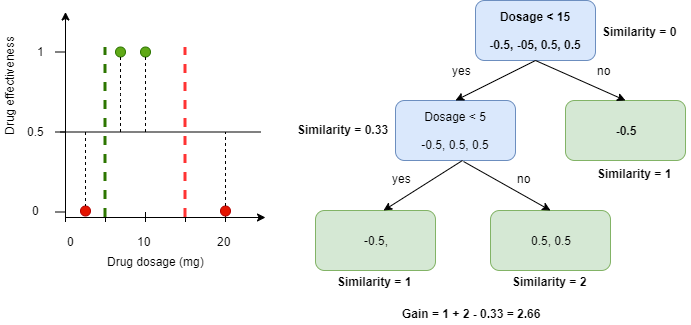 Drug effectiveness
1
0.5
0
0
10
20
Drug dosage (mg)
Dosage < 15
-0.5, -05, 0.5, 0.5
Similarity = 0
yes
no
Similarity = 0.33
Dosage < 5
-0.5, 0.5, 0.5
-0.5
Similarity = 1
yes
no
-0.5,
0.5, 0.5
Similarity = 1
Similarity = 2
Gain = 1 + 2 - 0.33 = 2.66